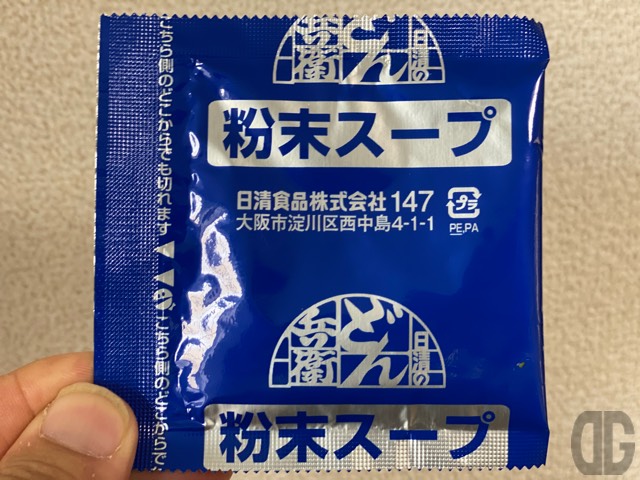 日清の
どん兵衛
粉末スープ
日清食品株式会社 147
大阪市淀川区西中島4-1-1
プラ
PE,PA
日清の
どん兵衛
粉末スープ
こちら側のどこからでも切れます
こちら側のどこからで
DG